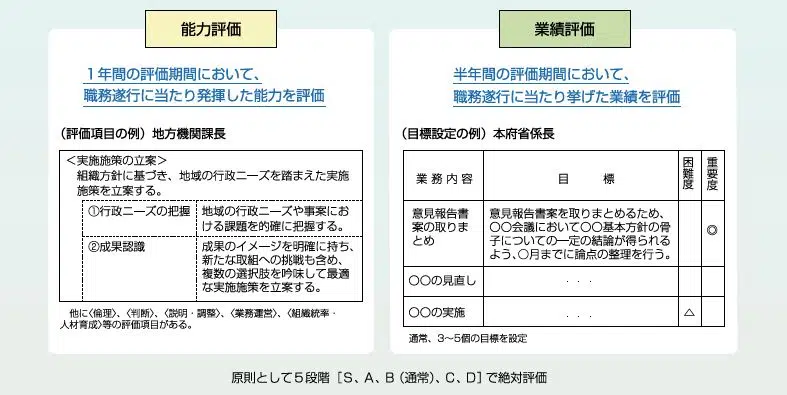 能力評価
1年間の評価期間において、
職務遂行に当たり発揮した能力を評価
(評価項目の例)地方機関課長
<実施施策の立案>
組織方針に基づき、地域の行政ニーズを踏まえた実施
施策を立案する。
①行政ニーズの把握
地域の行政ニーズや事案にお
ける課題を的確に把握する。
②成果認識
成果のイメージを明確に持ち、
新たな取組への挑戦も含め、
複数の選択肢を吟味して最適
な実施施策を立案する。
他に〈倫理〉、〈判断〉、〈説明・調整〉、〈業務運営〉、〈組織統率・
人材育成〉等の評価項目がある。
業績評価
半年間の評価期間において、
職務遂行に当たり挙げた業績を評価
(目標設定の例)本府省係長
業務内容
目 標
困難度
重要度
意見報告書
案の取りま
とめ
意見報告書案を取りまとめるため、
〇〇会議において〇〇基本方針の骨
子についての一定の結論が得られる
よう、〇月までに論点の整理を行う。
◎
〇〇の見直し
・・・
〇〇の実施
・・・
△
通常、3〜5個の目標を設定
原則として5段階[S、A、B(通常)、C、D]で絶対評価